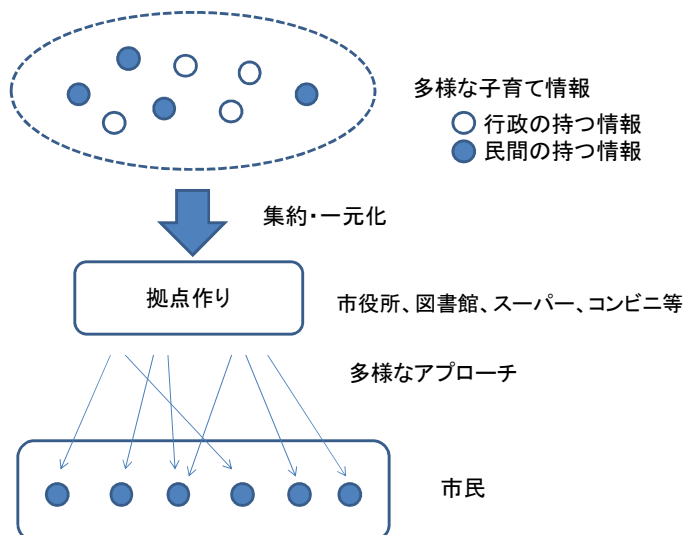 多様な子育て情報
行政の持つ情報
民間の持つ情報
集約・一元化
拠点作り
市役所、図書館、スーパー、コンビニ等
多様なアプローチ
市民